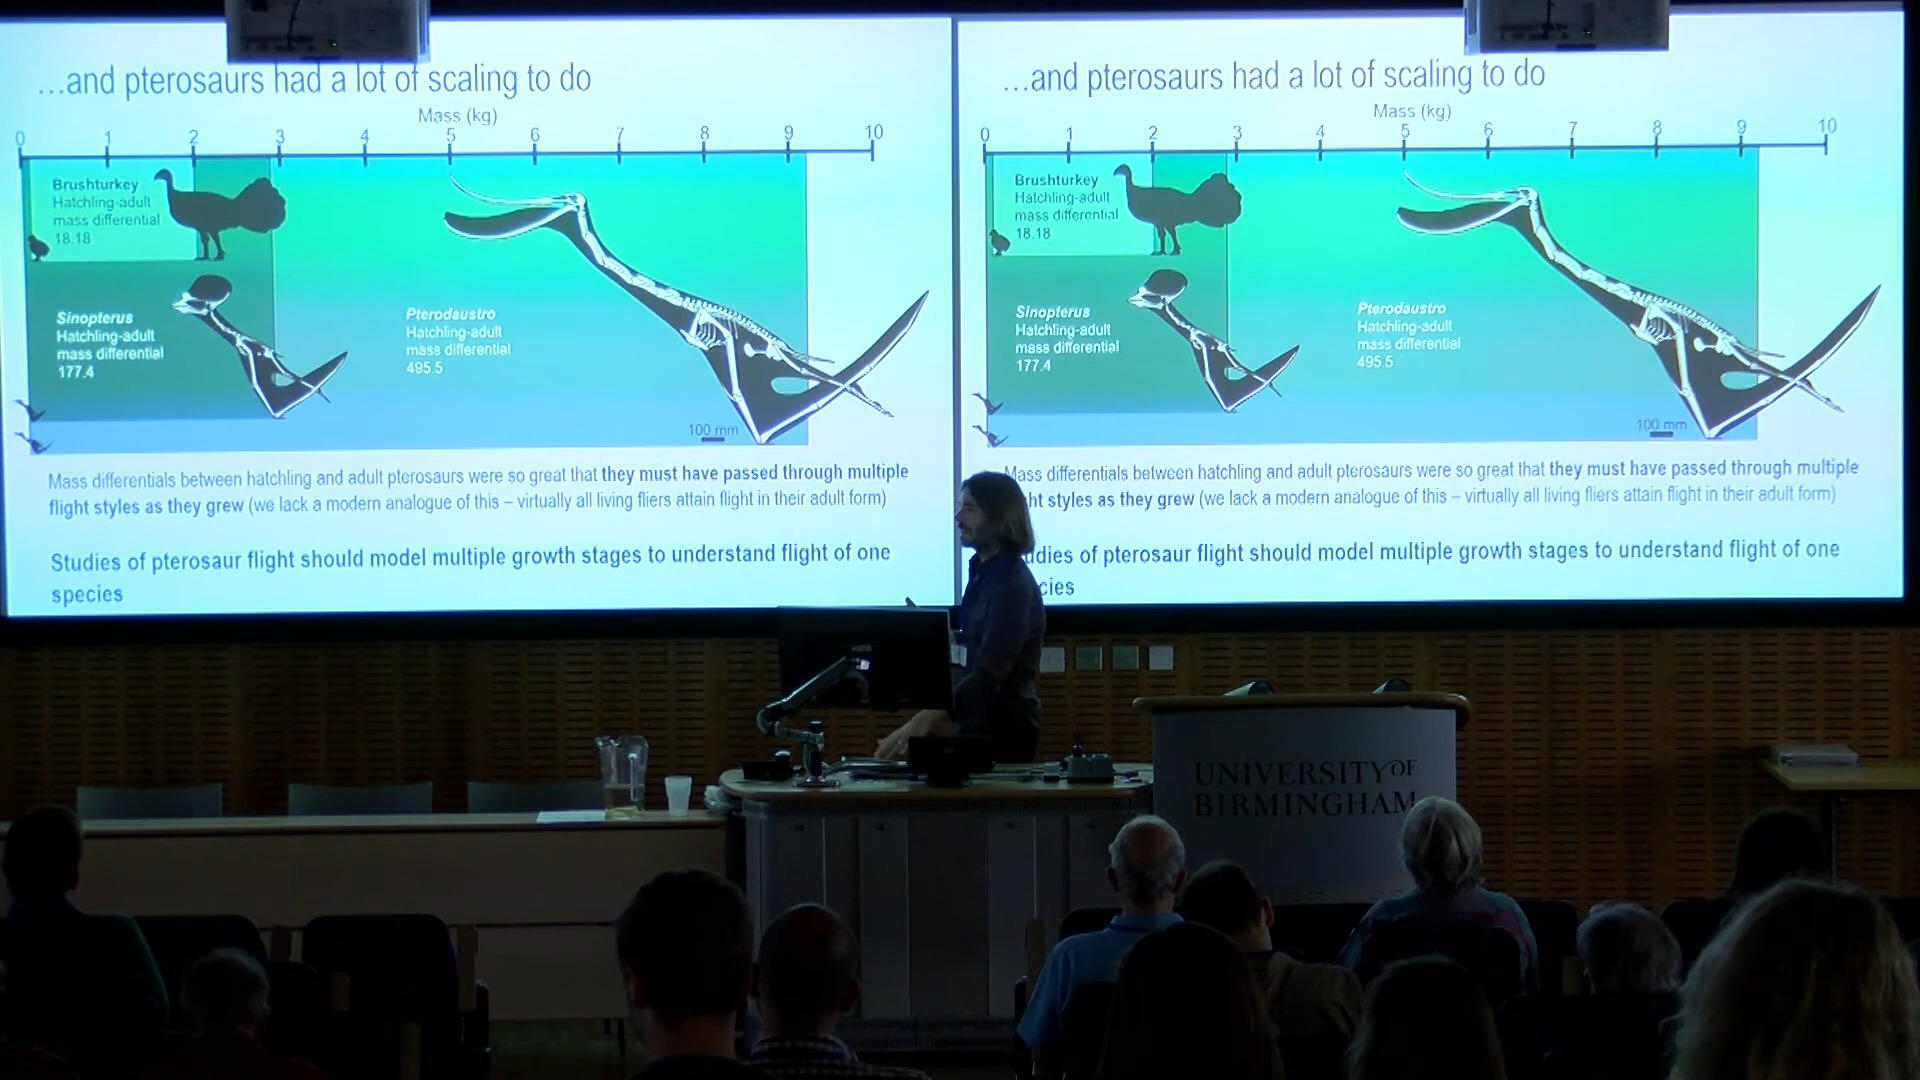 ...and pterosaurs had a lot of scaling to do
Mass (kg)
0 1 2 3 4 5 6 7 8 9 10
Brushturkey
Hatchling-adult
mass differential
18.18
Sinopterus
Hatchling-adult
mass differential
177.4
Pterodaustro
Hatchling-adult
mass differential
495.5
100 mm
Mass differentials between hatchling and adult pterosaurs were so great that they must have passed through multiple
flight styles as they grew (we lack a modern analogue of this – virtually all living fliers attain flight in their adult form)
Studies of pterosaur flight should model multiple growth stages to understand flight of one
species
...and pterosaurs had a lot of scaling to do
Mass (kg)
0 1 2 3 4 5 6 7 8 9 10
Brushturkey
Hatchling-adult
mass differential
18.18
Sinopterus
Hatchling-adult
mass differential
177.4
Pterodaustro
Hatchling-adult
mass differential
495.5
100 mm
Mass differentials between hatchling and adult pterosaurs were so great that they must have passed through multiple
ht styles as they grew (we lack a modern analogue of this – virtually all living fliers attain flight in their adult form)
udies of pterosaur flight should model multiple growth stages to understand flight of one
cies
UNIVERSITY OF
BIRMINGHAM